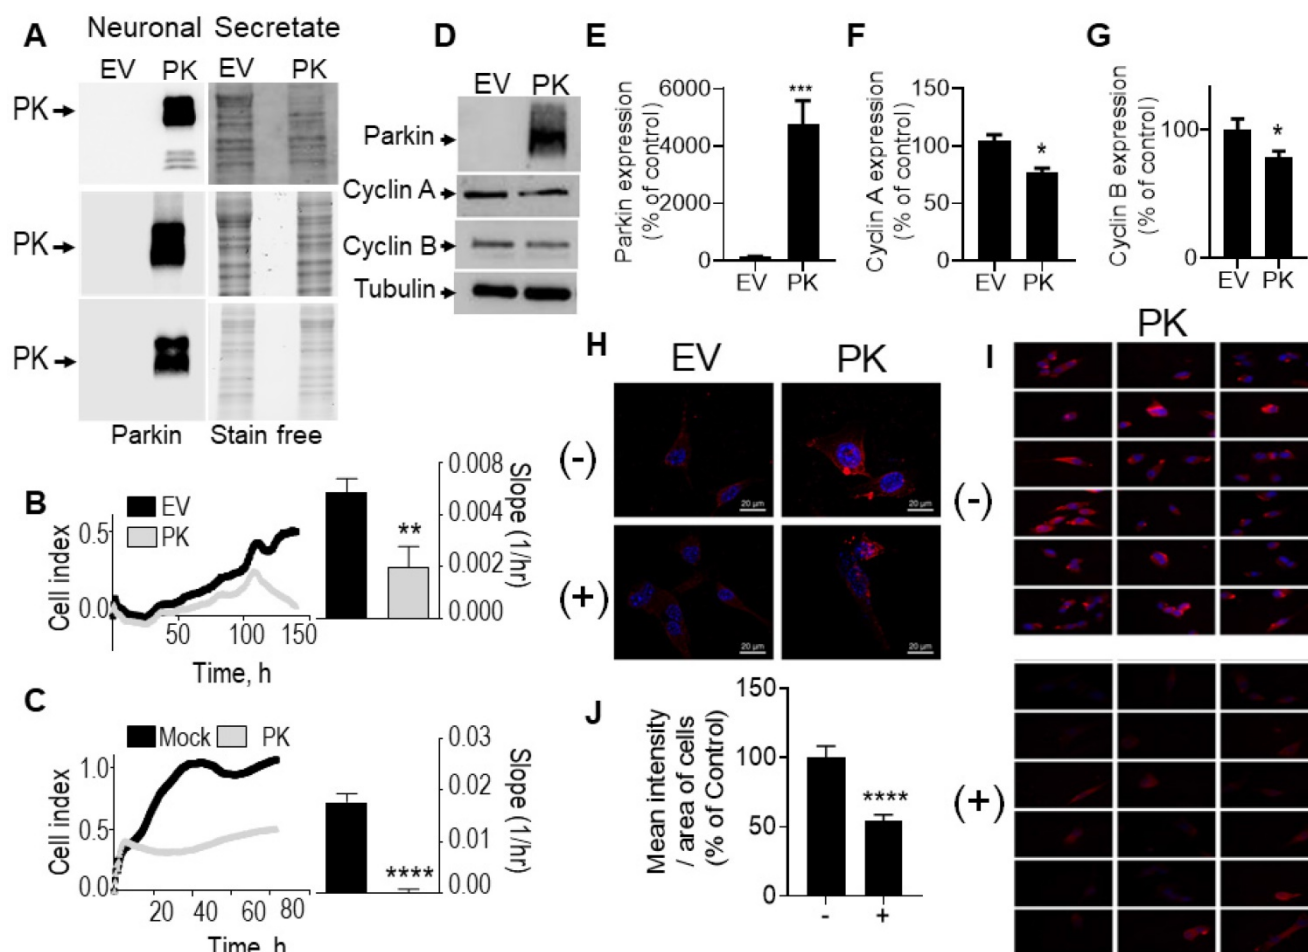 A
Neuronal Secretate
EV PK EV PK
PK
PK
PK
Parkin Stain free
D
EV PK
Parkin
Cyclin A
Cyclin B
Tubulin
E
Parkin expression
(% of control)
6000
4000
2000
0
***
EV PK
F
Cyclin A expression
(% of control)
150
100
50
0
*
EV PK
G
Cyclin B expression
(% of control)
100
0
*
EV PK
B
EV
PK
Cell index
0.5
0.0
50 100 150
Time, h
**
0.008
0.004
0.002
0.000
Slope (1/hr)
C
Mock PK
Cell index
1.0
0.5
0.0
20 40 60 80
Time, h
****
0.03
0.02
0.01
0.00
Slope (1/hr)
H
EV PK
(-)
20 µm 20 µm
(+)
20 µm 20 µm
I
PK
(-)
(+)
J
Mean intensity
/ area of cells
(% of Control)
150
100
50
0
****
- +